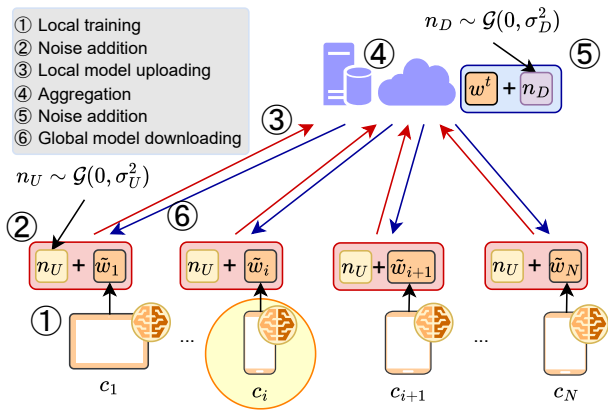 ① Local training
② Noise addition
③ Local model uploading
④ Aggregation
⑤ Noise addition
⑥ Global model downloading
n_D ∼ 𝒢(0, σ_D^2)
④
⑤
w^t + n_D
③
n_U ∼ 𝒢(0, σ_U^2)
②
⑥
n_U + w̃_1
n_U + w̃_i
n_U + w̃_{i+1}
n_U + w̃_N
①
...
...
c_1
c_i
c_{i+1}
c_N